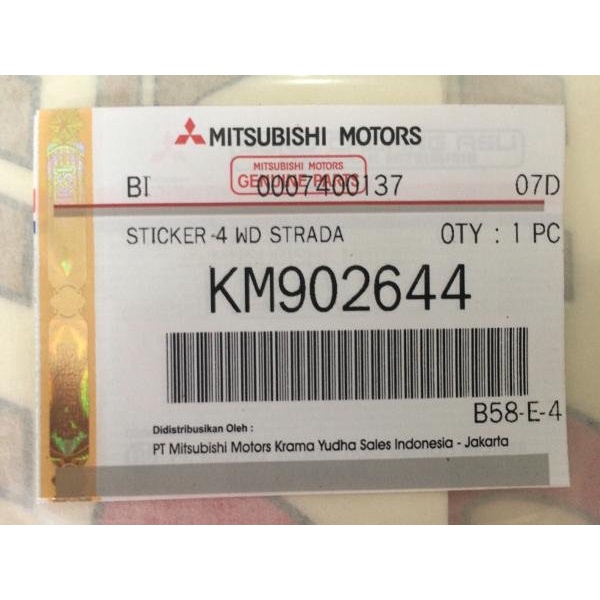 MITSUBISHI MOTORS
MITSUBISHI MOTORS
GENUINE PARTS
BI 0007400137 07D
STICKER-4 WD STRADA QTY : 1 PC
KM902644
B58-E-4
Didistribusikan Oleh :
PT Mitsubishi Motors Krama Yudha Sales Indonesia - Jakarta